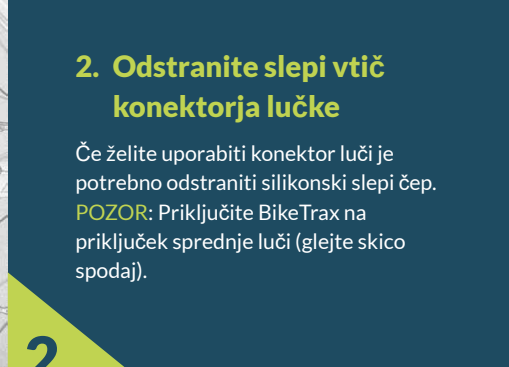 2. Odstranite slepi vtič
konektorja lučke
Če želite uporabiti konektor luči je
potrebno odstraniti silikonski slepi čep.
POZOR: Priključite BikeTrax na
priključek sprednje luči (glejte skico
spodaj).
2